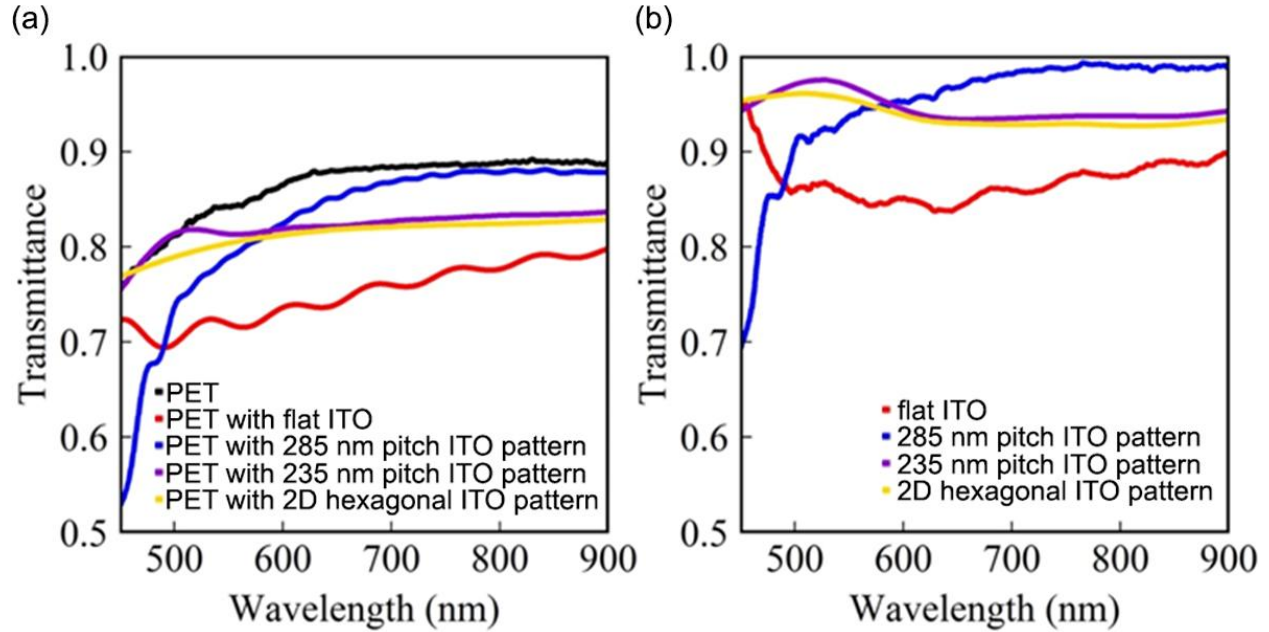 (a)
1.0
0.9
0.8
0.7
0.6
0.5
Transmittance
PET
PET with flat ITO
PET with 285 nm pitch ITO pattern
PET with 235 nm pitch ITO pattern
PET with 2D hexagonal ITO pattern
500 600 700 800 900
Wavelength (nm)
(b)
1.0
0.9
0.8
0.7
0.6
0.5
Transmittance
flat ITO
285 nm pitch ITO pattern
235 nm pitch ITO pattern
2D hexagonal ITO pattern
500 600 700 800 900
Wavelength (nm)